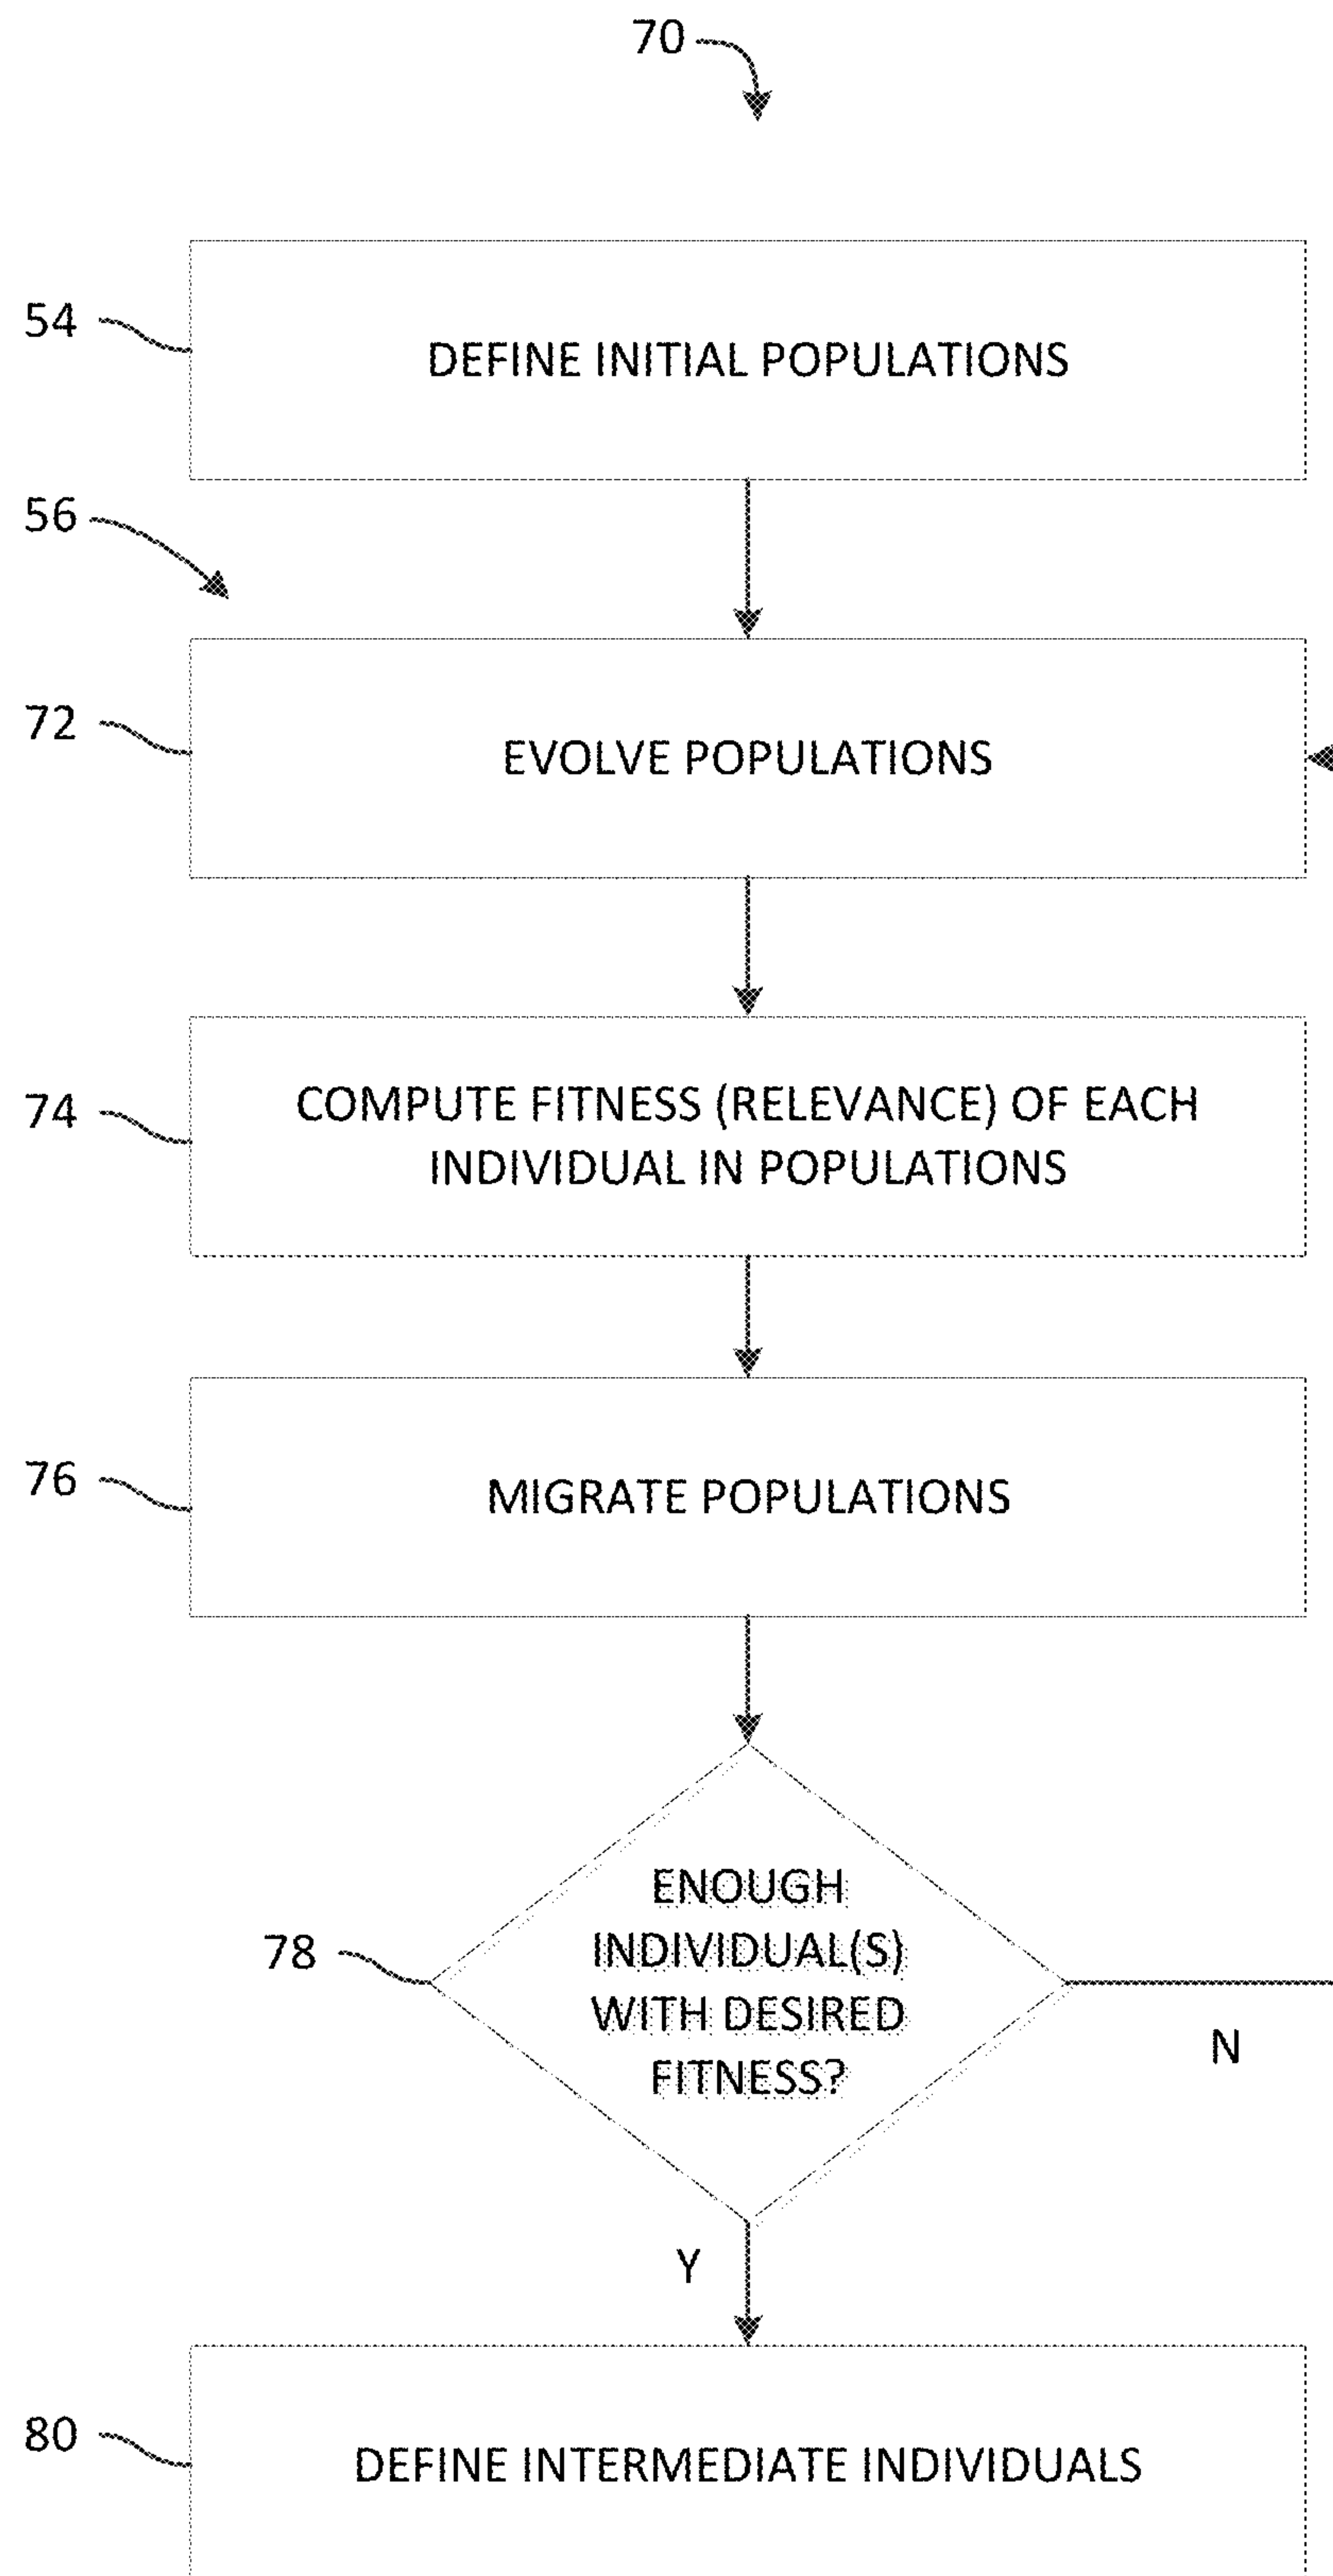 70
54
DEFINE INITIAL POPULATIONS
56
72
EVOLVE POPULATIONS
74
COMPUTE FITNESS (RELEVANCE) OF EACH
INDIVIDUAL IN POPULATIONS
76
MIGRATE POPULATIONS
78
ENOUGH
INDIVIDUAL(S)
WITH DESIRED
FITNESS?
N
Y
80
DEFINE INTERMEDIATE INDIVIDUALS